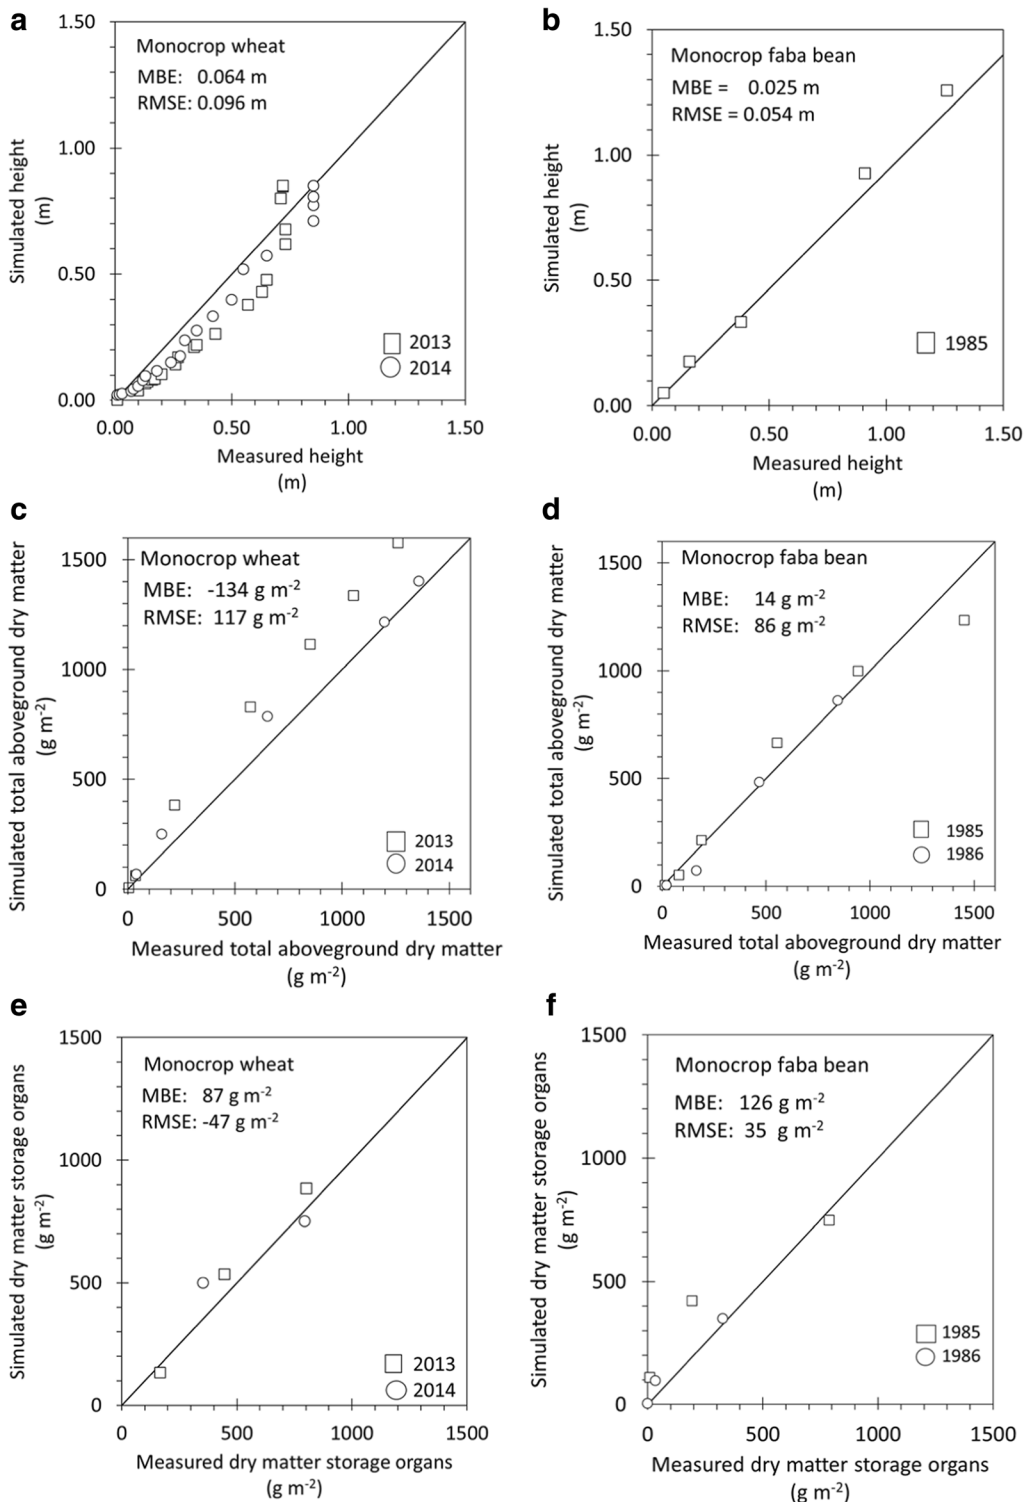 a
1.50
Monocrop wheat
MBE: 0.064 m
RMSE: 0.096 m
1.00
Simulated height
(m)
0.50
2013
2014
0.00
0.00 0.50 1.00 1.50
Measured height
(m)
b
1.50
Monocrop faba bean
MBE = 0.025 m
RMSE = 0.054 m
1.00
Simulated height
(m)
0.50
1985
0.00
0.00 0.50 1.00 1.50
Measured height
(m)
c
1500
Monocrop wheat
MBE: -134 g m-2
RMSE: 117 g m-2
1000
Simulated total aboveground dry matter
(g m-2)
500
2013
2014
0
0 500 1000 1500
Measured total aboveground dry matter
(g m-2)
d
1500
Monocrop faba bean
MBE: 14 g m-2
RMSE: 86 g m-2
1000
Simulated total aboveground dry matter
(g m-2)
500
1985
1986
0
0 500 1000 1500
Measured total aboveground dry matter
(g m-2)
e
1500
Monocrop wheat
MBE: 87 g m-2
RMSE: -47 g m-2
1000
Simulated dry matter storage organs
(g m-2)
500
2013
2014
0
0 500 1000 1500
Measured dry matter storage organs
(g m-2)
f
1500
Monocrop faba bean
MBE: 126 g m-2
RMSE: 35 g m-2
1000
Simulated dry matter storage organs
(g m-2)
500
1985
1986
0
0 500 1000 1500
Measured dry matter storage organs
(g m-2)